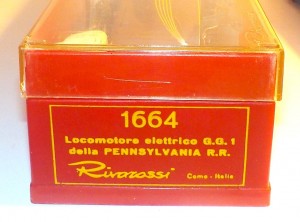 1664
Locomotore elettrico G.G.1
della PENNSYLVANIA R.R.
Rivarossi Como - Italia